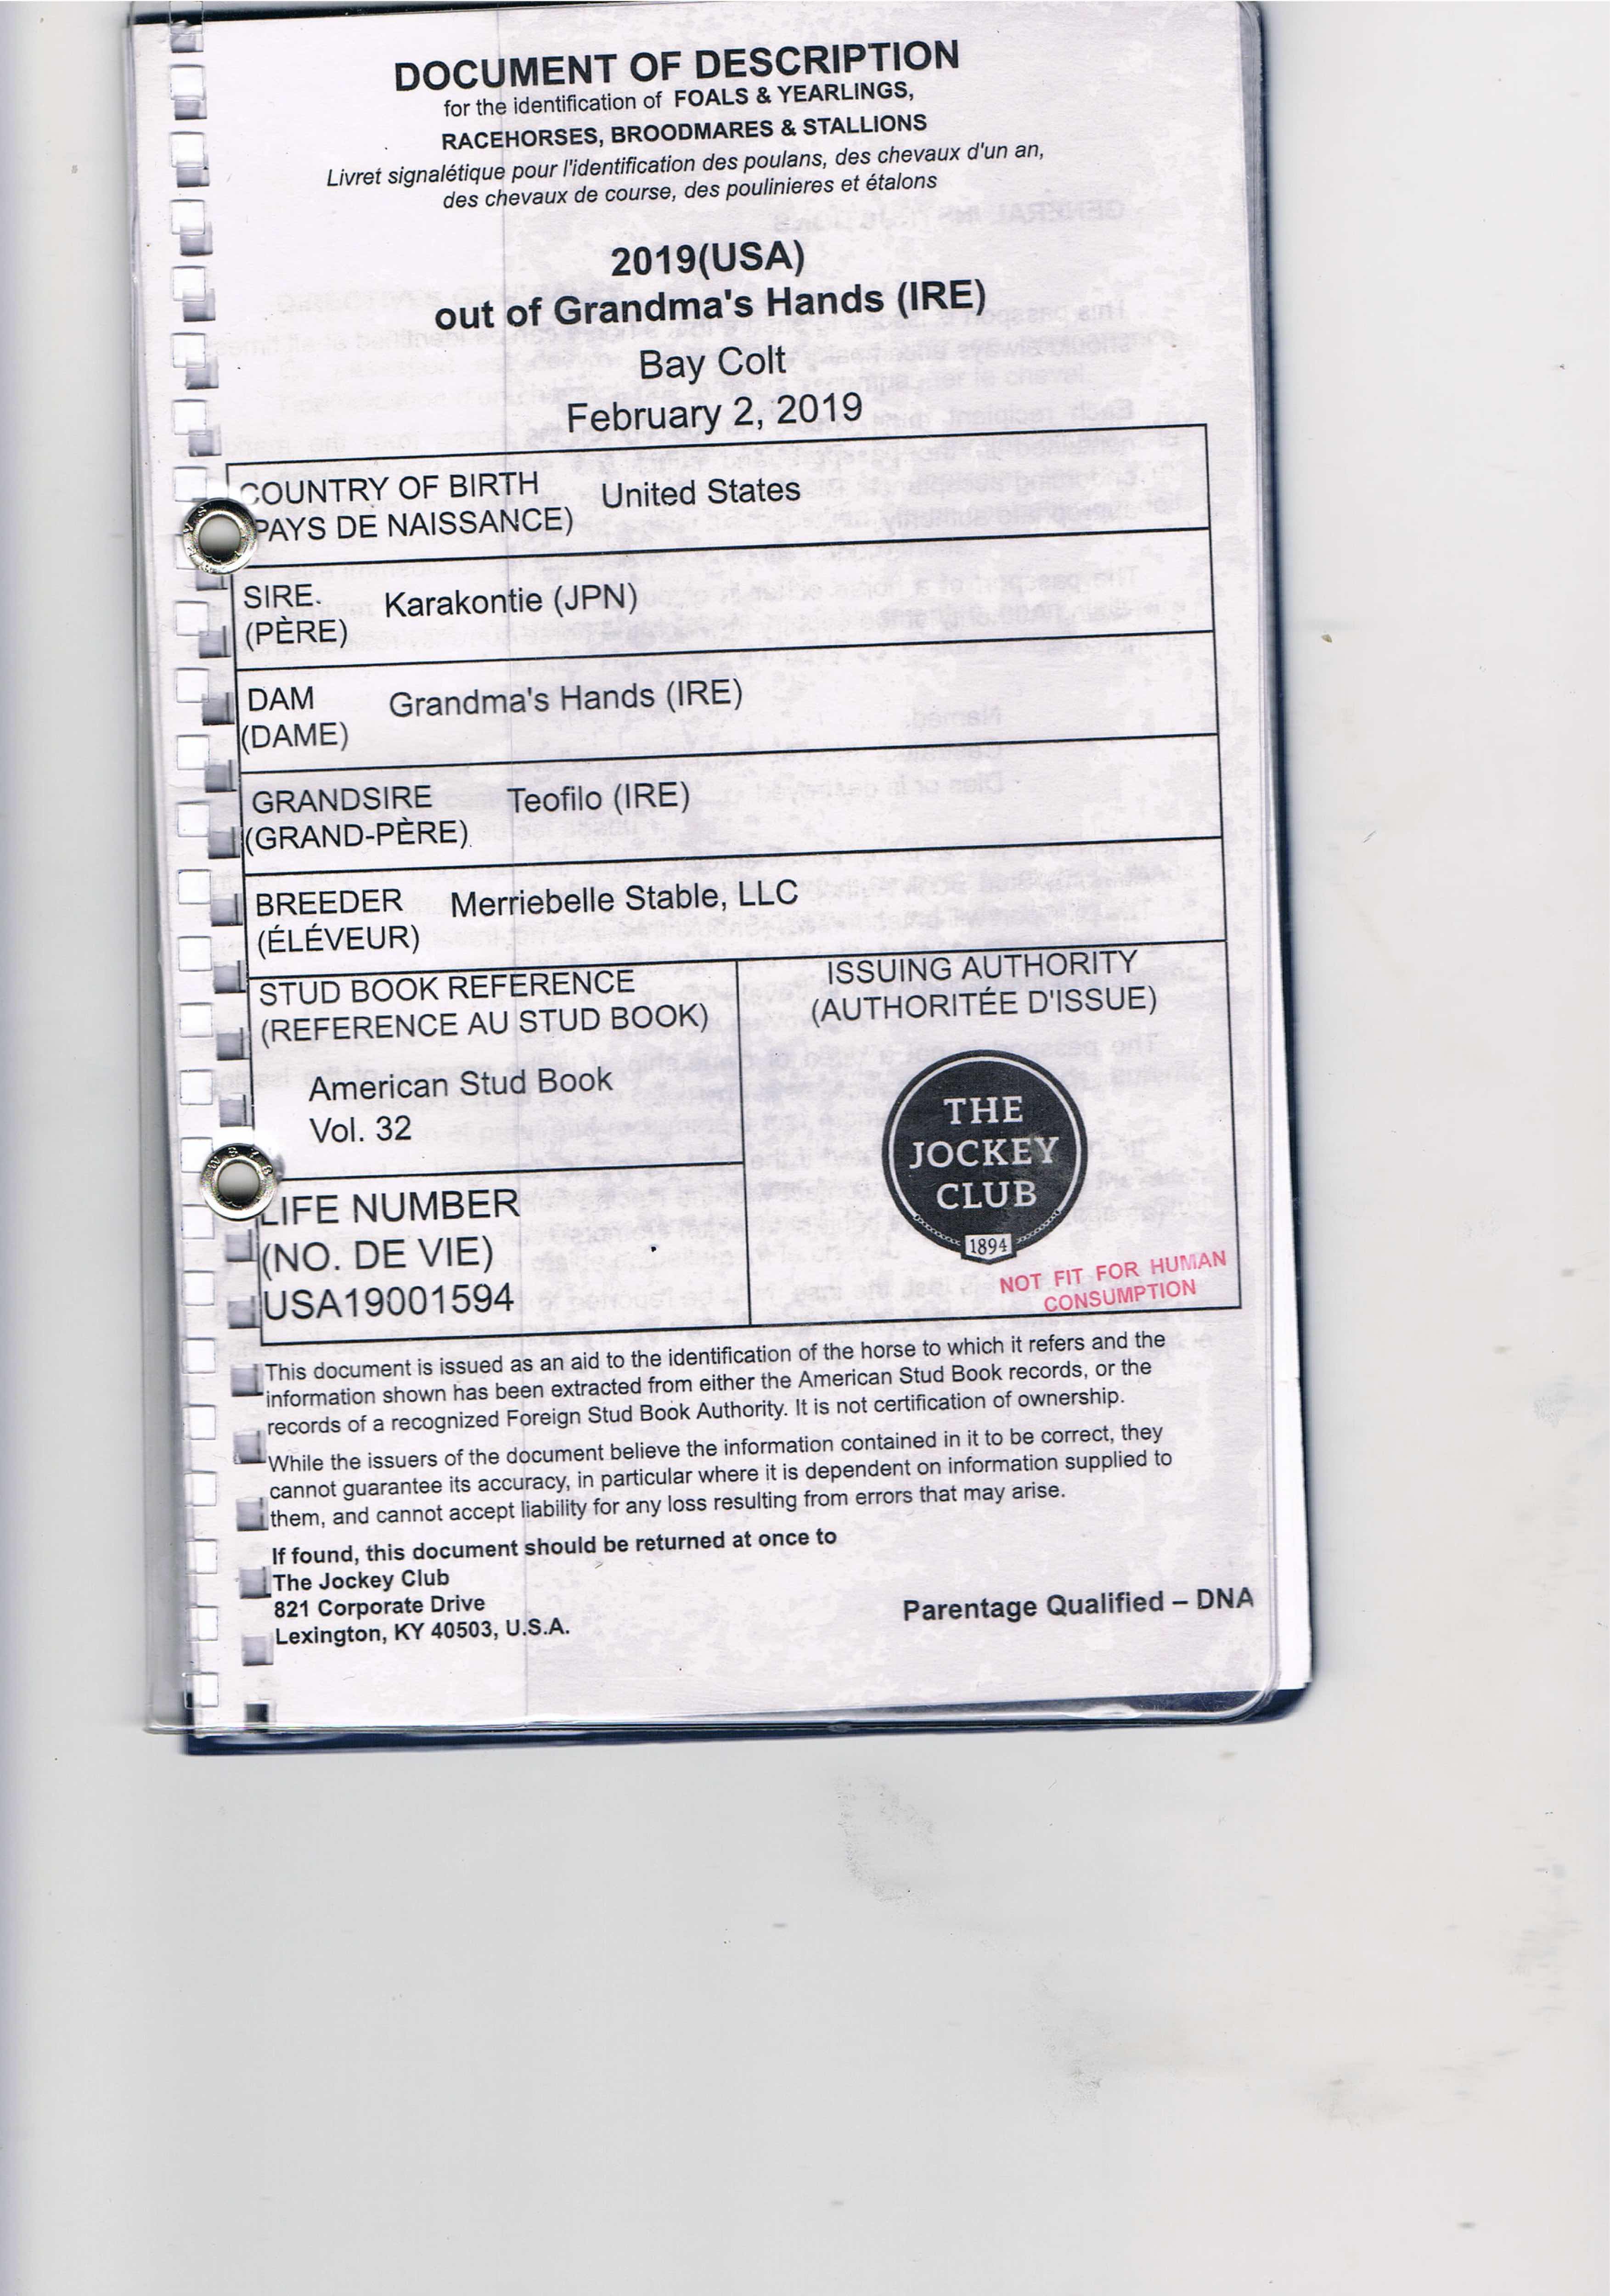 DOCUMENT OF DESCRIPTION
for the identification of FOALS & YEARLINGS,
RACEHORSES, BROODMARES & STALLIONS
Livret signalétique pour l'identification des poulans, des chevaux d'un an,
des chevaux de course, des poulinieres et étalons
2019(USA)
out of Grandma's Hands (IRE)
Bay Colt
February 2, 2019
COUNTRY OF BIRTH United States
PAYS DE NAISSANCE)
SIRE. Karakontie (JPN)
(PÈRE)
DAM Grandma's Hands (IRE)
(DAME)
GRANDSIRE Teofilo (IRE)
(GRAND-PÈRE)
BREEDER Merriebelle Stable, LLC
(ÉLÉVEUR)
STUD BOOK REFERENCE
(REFERENCE AU STUD BOOK)
American Stud Book
Vol. 32
ISSUING AUTHORITY
(AUTHORITÉE D'ISSUE)
THE
JOCKEY
CLUB
1894
NOT FIT FOR HUMAN
CONSUMPTION
LIFE NUMBER
(NO. DE VIE)
USA19001594
This document is issued as an aid to the identification of the horse to which it refers and the
information shown has been extracted from either the American Stud Book records, or the
records of a recognized Foreign Stud Book Authority. It is not certification of ownership.
While the issuers of the document believe the information contained in it to be correct, they
cannot guarantee its accuracy, in particular where it is dependent on information supplied to
them, and cannot accept liability for any loss resulting from errors that may arise.
If found, this document should be returned at once to
The Jockey Club
821 Corporate Drive
Lexington, KY 40503, U.S.A.
Parentage Qualified – DNA